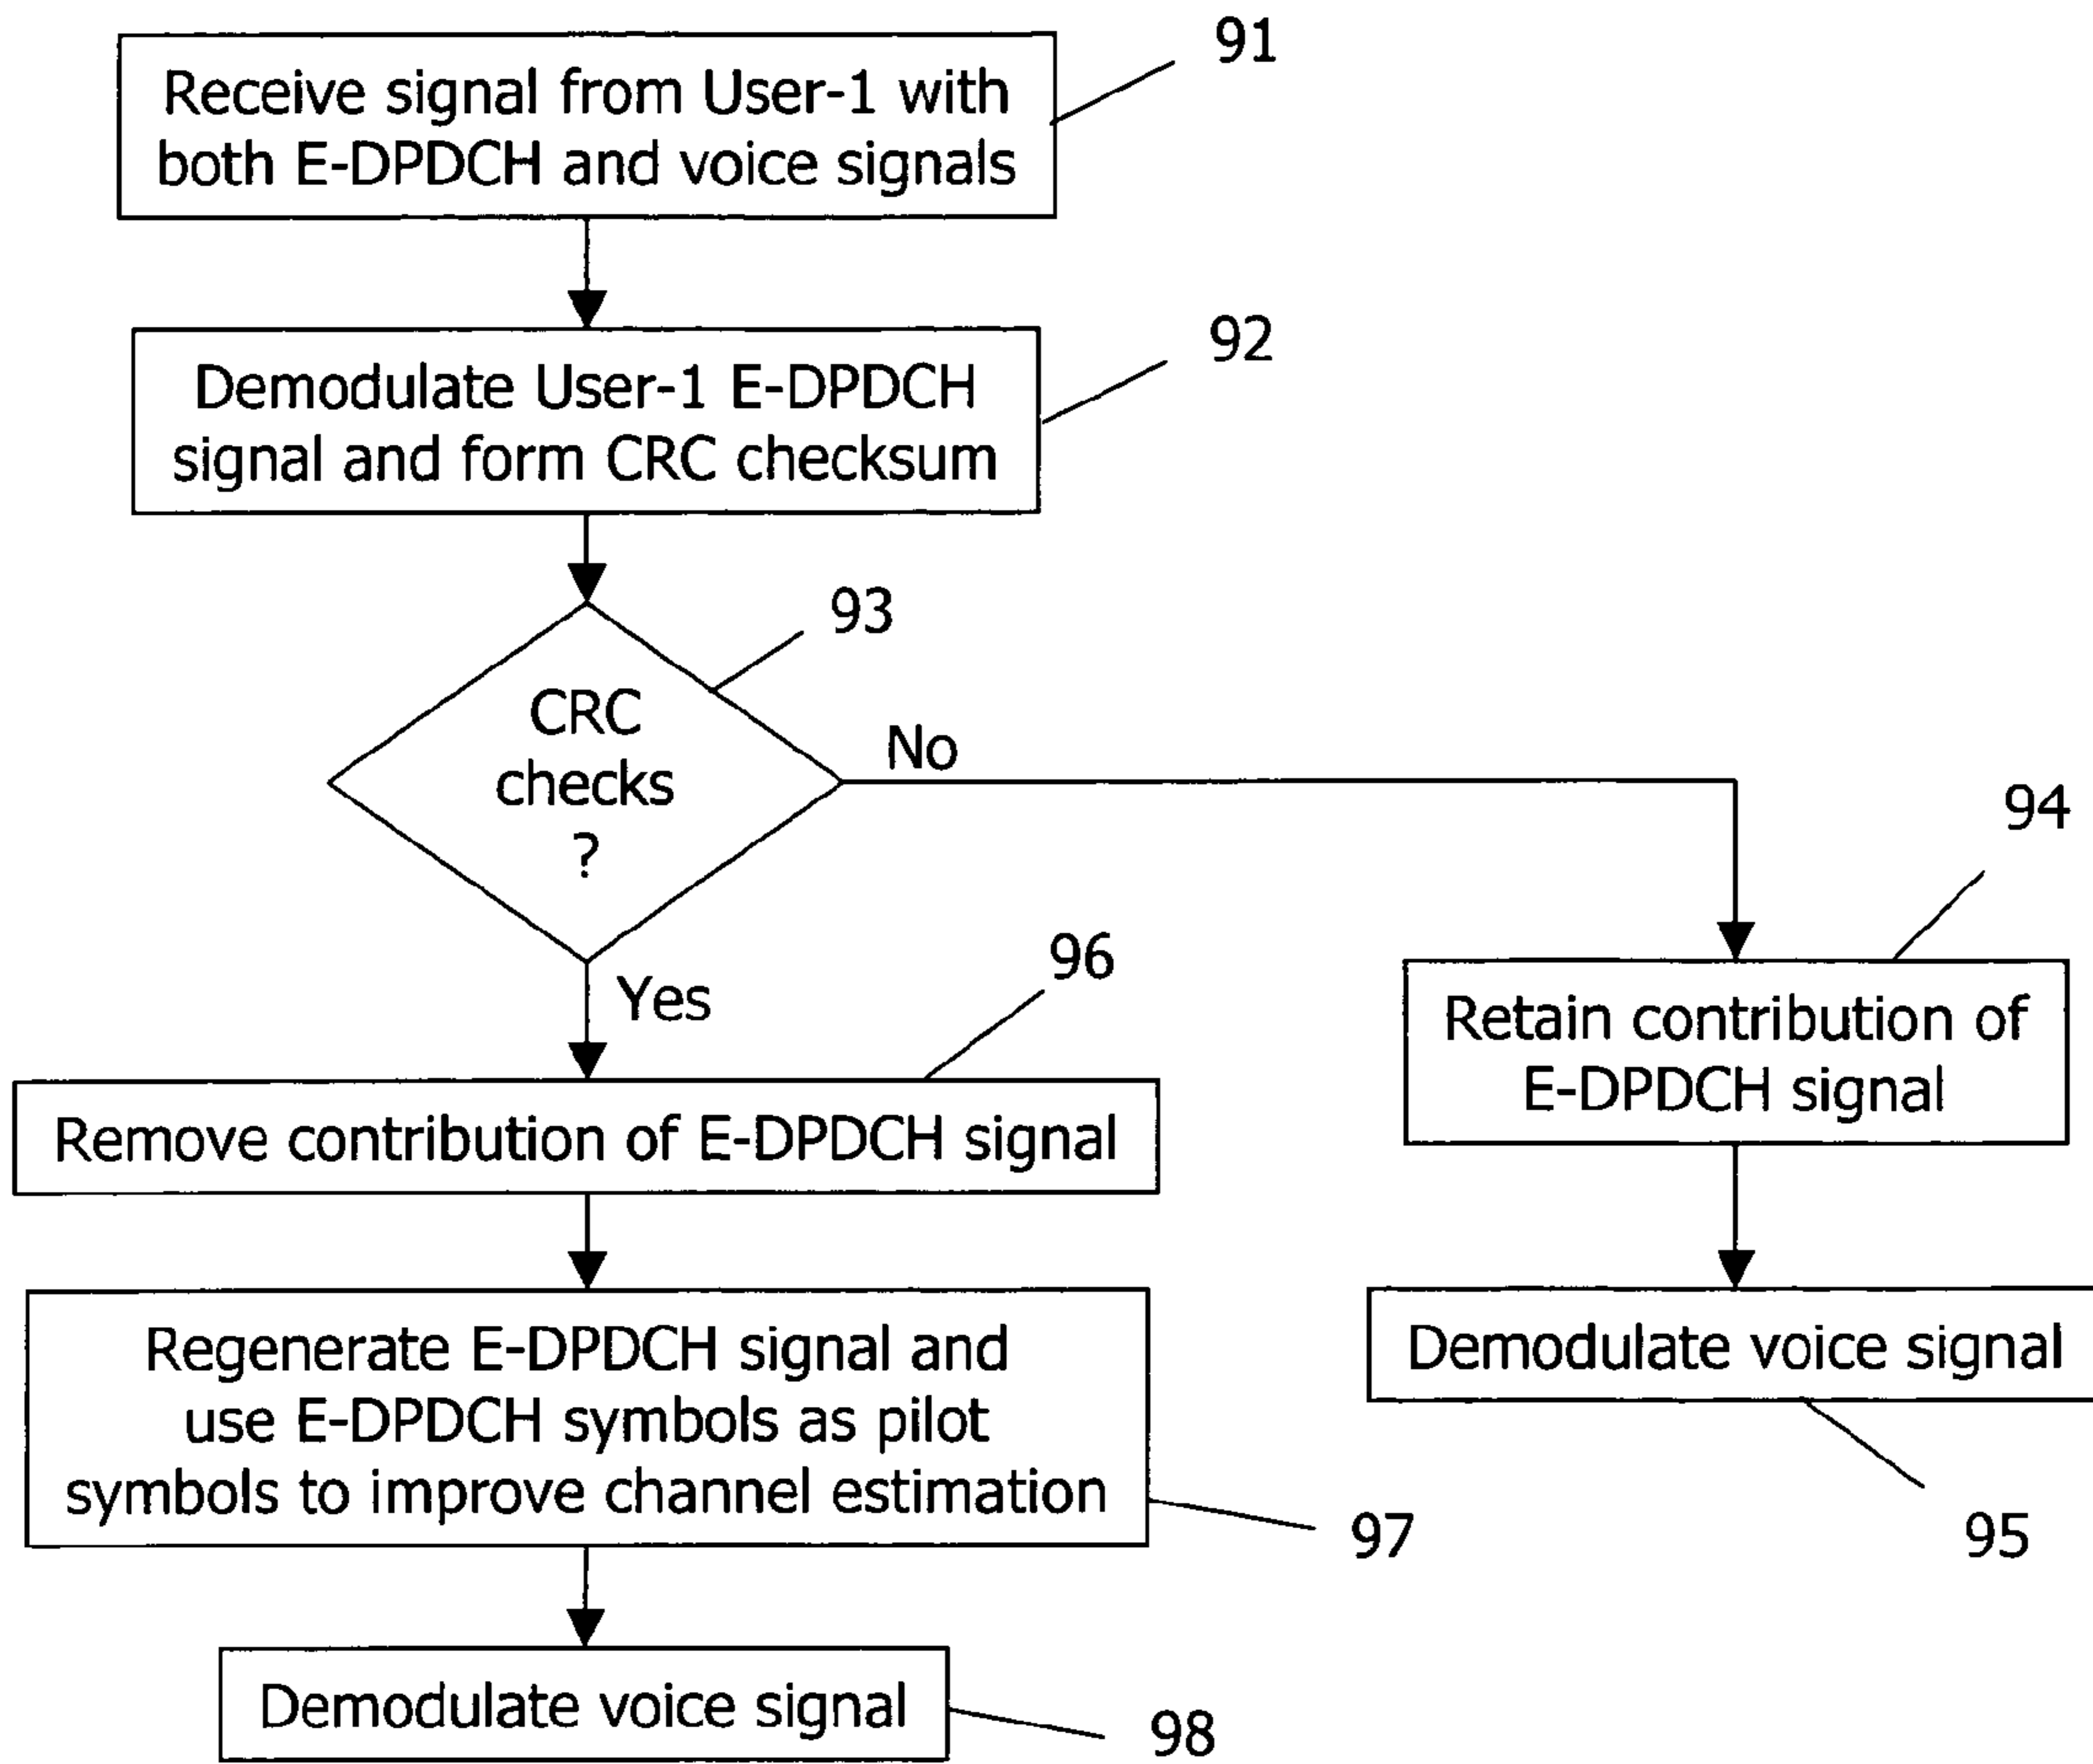 91
Receive signal from User-1 with
both E-DPDCH and voice signals
92
Demodulate User-1 E-DPDCH
signal and form CRC checksum
93
CRC
checks
?
No
Yes
94
Retain contribution of
E-DPDCH signal
96
Remove contribution of E-DPDCH signal
Regenerate E-DPDCH signal and
use E-DPDCH symbols as pilot
symbols to improve channel estimation
97
Demodulate voice signal
95
Demodulate voice signal
98